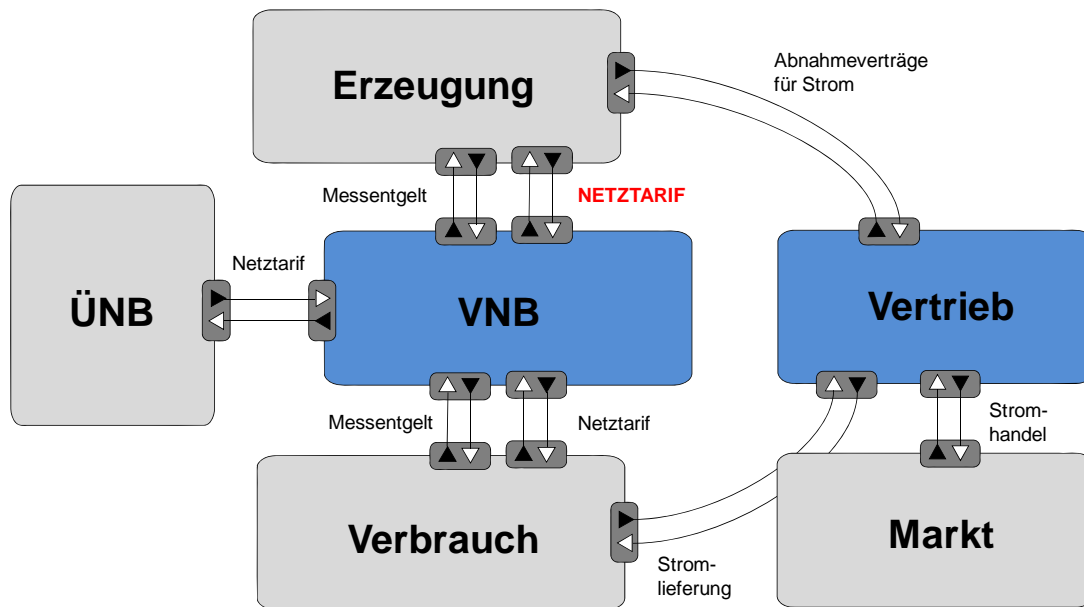 Erzeugung
Abnahmeverträge
für Strom
Messentgelt
NETZTARIF
ÜNB
Netztarif
VNB
Vertrieb
Messentgelt
Netztarif
Strom-
handel
Verbrauch
Strom-
lieferung
Markt